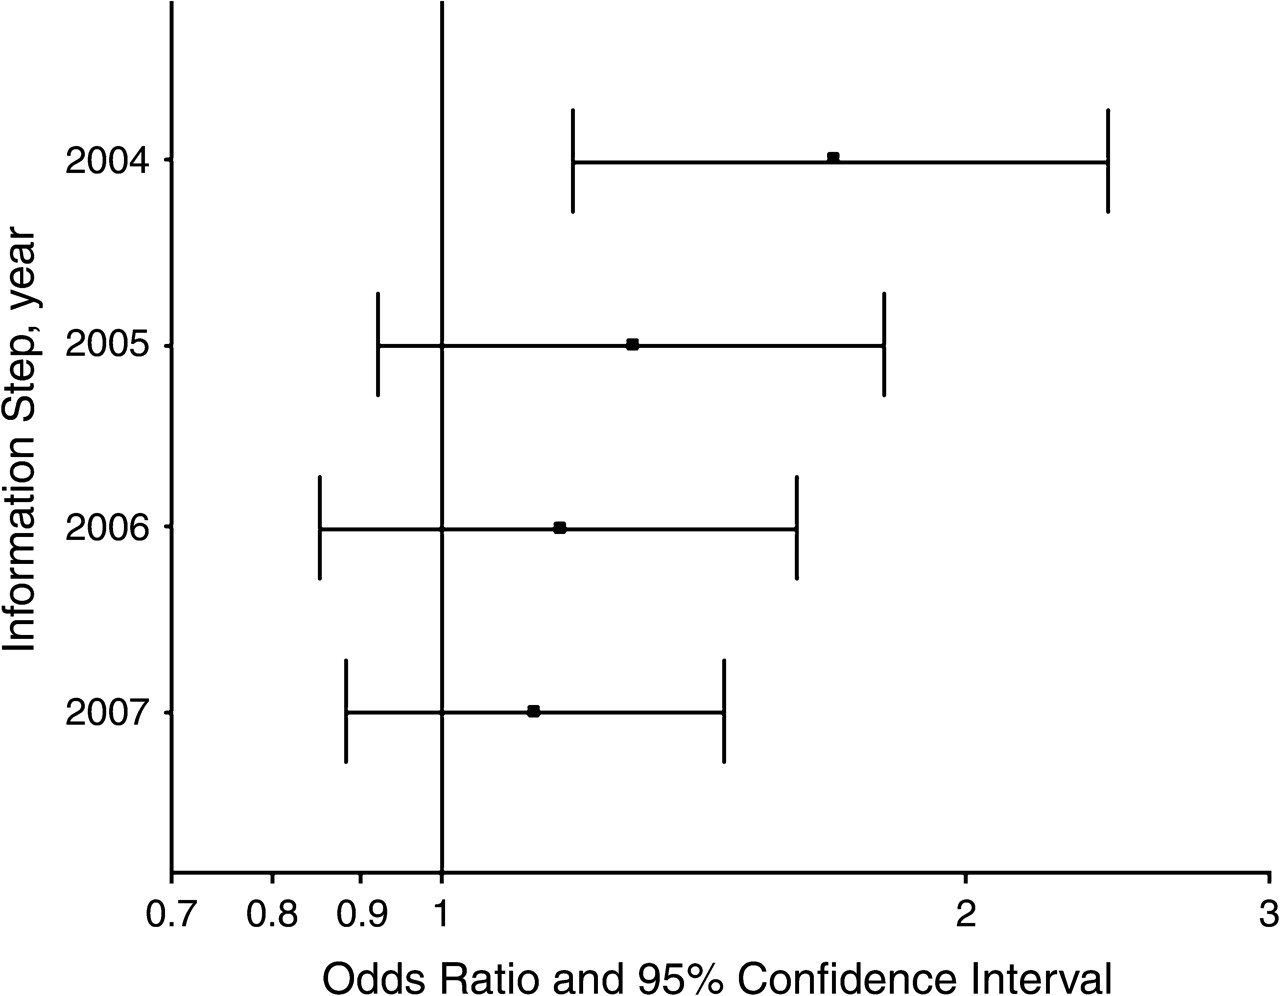 Information Step, year
2004
2005
2006
2007
0.7 0.8 0.9 1 2 3
Odds Ratio and 95% Confidence Interval